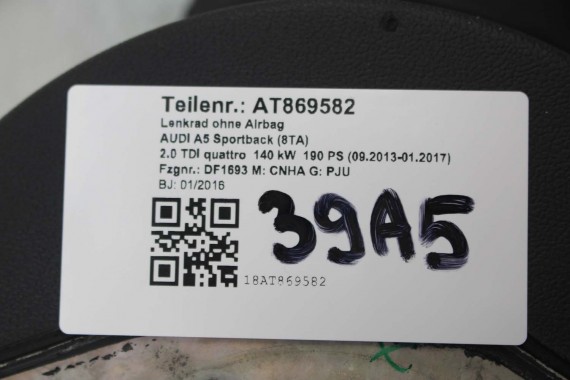 Teilenr.: AT869582
Lenkrad ohne Airbag
AUDI A5 Sportback (8TA)
2.0 TDI quattro 140 kW 190 PS (09.2013-01.2017)
Fzgnr.: DF1693 M: CNHA G: PJU
BJ: 01/2016
39A5
18AT869582